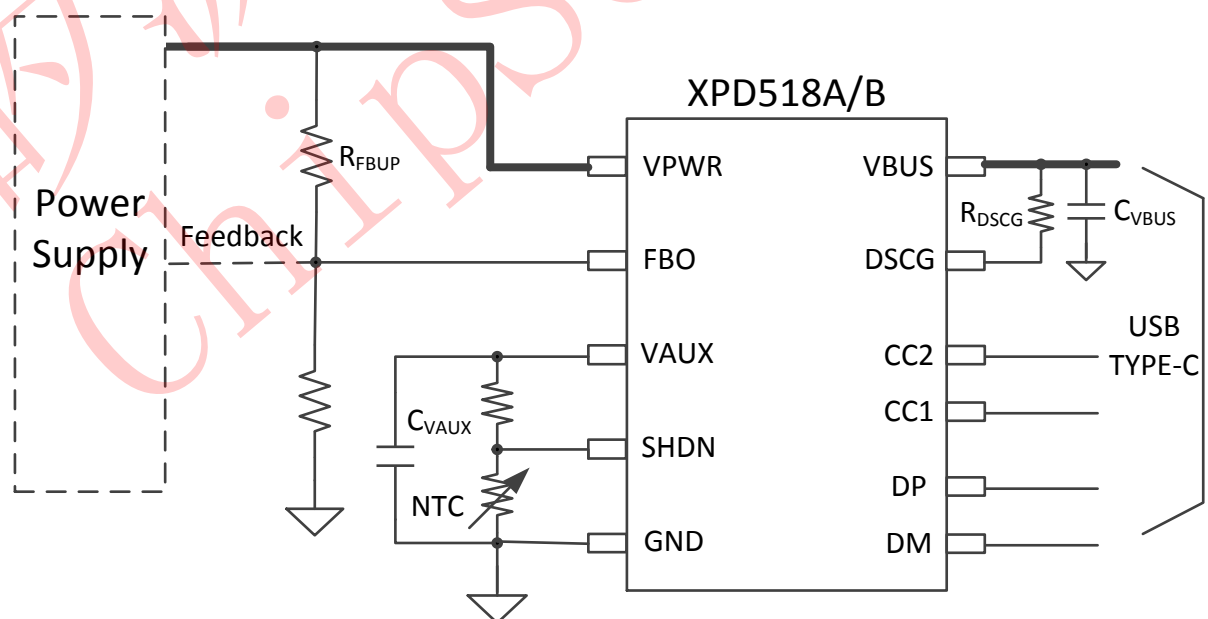 XPD518A/B
Power
Supply
Feedback
RFBUP
VPWR
FBO
VAUX
SHDN
GND
CVAUX
NTC
VBUS
DSCG
CC2
CC1
DP
DM
RDSCG
CVBUS
USB
TYPE-C